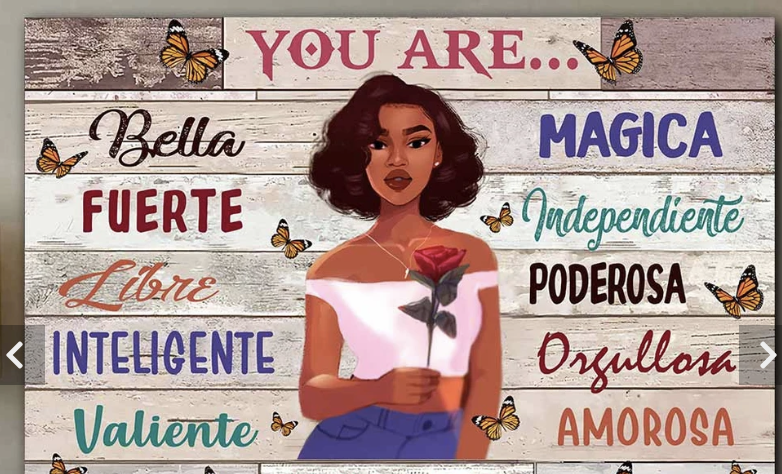 YOU ARE...
Bella
FUERTE
Libre
INTELIGENTE
Valiente
MAGICA
Independiente
PODEROSA
Orgullosa
AMOROSA